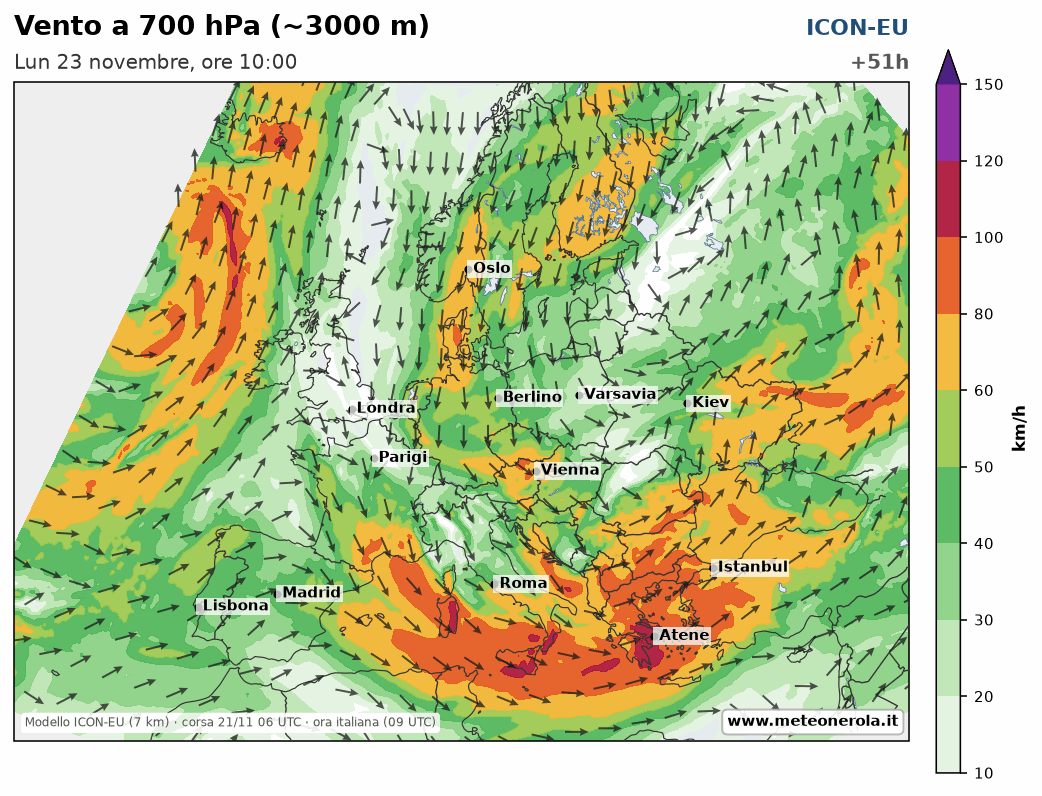 Vento a 700 hPa (~3000 m)
ICON-EU
Lun 23 novembre, ore 10:00
+51h
150
120
100
80
60
50
40
30
20
10
km/h
Oslo
Londra
Berlino
Varsavia
Kiev
Parigi
Vienna
Istanbul
Roma
Madrid
Lisbona
Atene
Modello ICON-EU (7 km) · corsa 21/11 06 UTC · ora italiana (09 UTC)
www.meteonerola.it